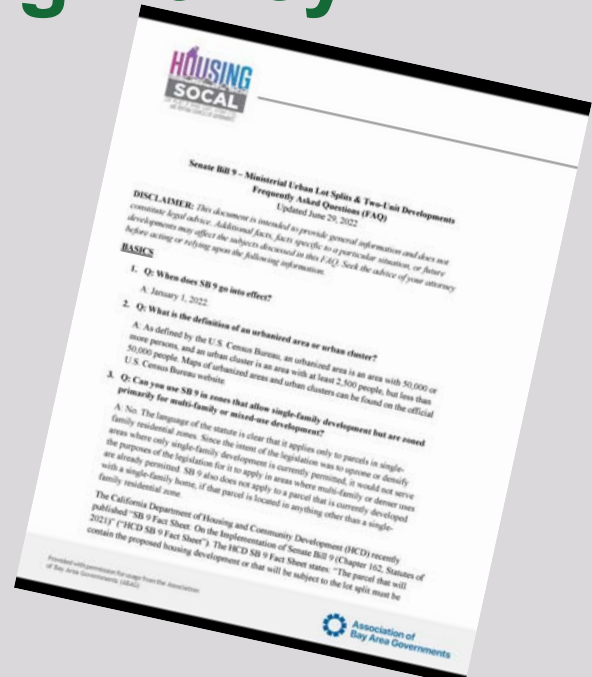 g y
HOUSING
SOCAL
Senate Bill 9 – Ministerial Urban Lot Splits & Two-Unit Developments
Frequently Asked Questions (FAQ)
Updated June 29, 2022
DISCLAIMER: This document is intended to provide general information and does not
constitute legal advice. Additional facts, facts specific to a particular situation, or future
developments may affect the subjects discussed in this FAQ. Seek the advice of your attorney
before acting or relying upon the following information.
BASICS
1. Q: When does SB 9 go into effect?
A: January 1, 2022.
2. Q: What is the definition of an urbanized area or urban cluster?
A: As defined by the U.S. Census Bureau, an urbanized area is an area with 50,000 or
more persons, and an urban cluster is an area with at least 2,500 people, but less than
50,000 people. Maps of urbanized areas and urban clusters can be found on the official
U.S. Census Bureau website.
3. Q: Can you use SB 9 in zones that allow single-family development but are zoned
primarily for multi-family or mixed-use development?
A: No. The language of the statute is clear that it applies only to parcels in single-
family residential zones. Since the intent of the legislation was to upzone or densify
areas where only single-family development is currently permitted, it would not serve
the purposes of the legislation for it to apply in areas where multi-family or denser uses
are already permitted. SB 9 also does not apply to a parcel that is currently developed
with a single-family home, if that parcel is located in anything other than a single-
family residential zone.
The California Department of Housing and Community Development (HCD) recently
published “SB 9 Fact Sheet. On the Implementation of Senate Bill 9 (Chapter 162, Statutes of
2021)” (“HCD SB 9 Fact Sheet”). The HCD SB 9 Fact Sheet states: “The parcel that will
contain the proposed housing development or that will be subject to the lot split must be
Provided with permission for usage from the Association
of Bay Area Governments (ABAG)
Association of
Bay Area Governments